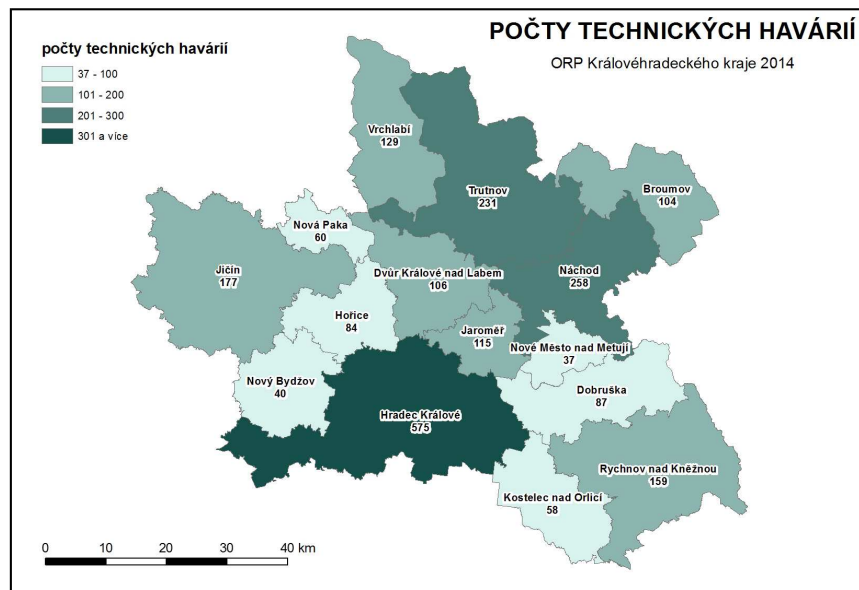 POČTY TECHNICKÝCH HAVÁRIÍ
ORP Královéhradeckého kraje 2014
počty technických havárií
37 - 100
101 - 200
201 - 300
301 a více
Vrchlabí
129
Trutnov
231
Broumov
104
Nová Paka
60
Jičín
177
Dvůr Králové nad Labem
106
Náchod
258
Hořice
84
Jaroměř
115
Nové Město nad Metují
37
Nový Bydžov
40
Dobruška
87
Hradec Králové
575
Rychnov nad Kněžnou
159
Kostelec nad Orlicí
58
0 10 20 30 40 km